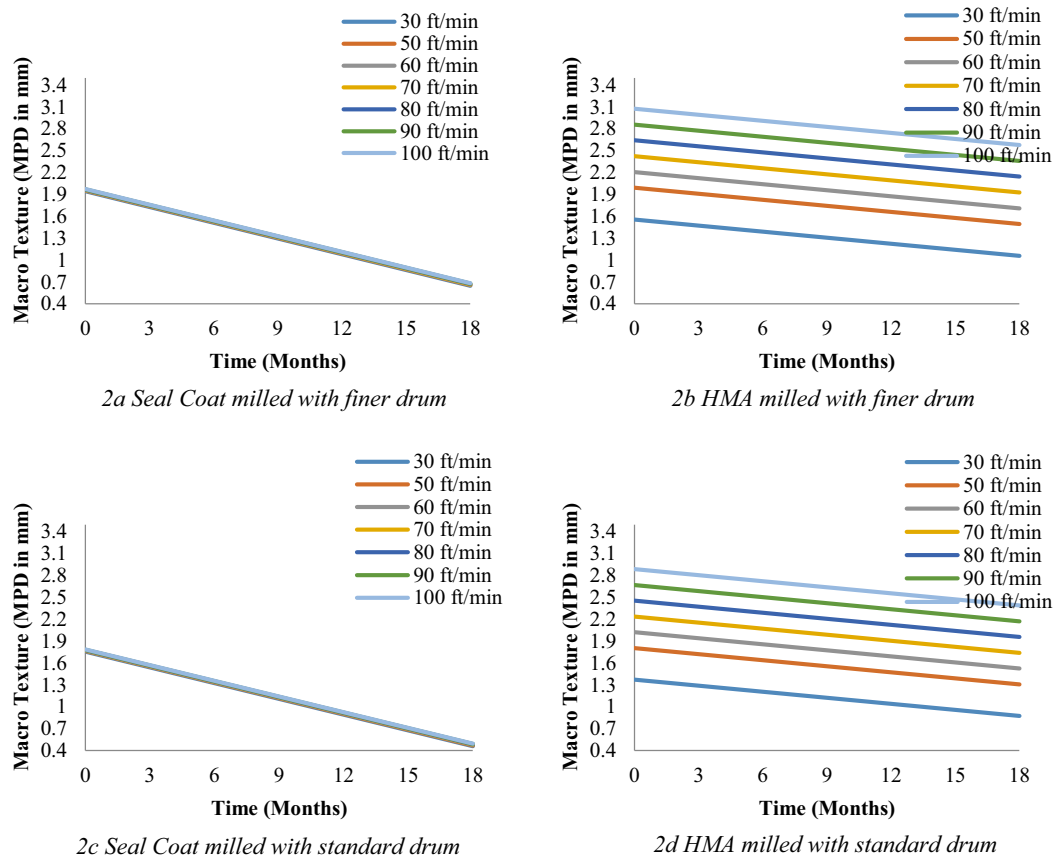 30 ft/min
50 ft/min
60 ft/min
70 ft/min
80 ft/min
90 ft/min
100 ft/min
Macro Texture (MPD in mm)
3.4
3.1
2.8
2.5
2.2
1.9
1.6
1.3
1
0.7
0.4
0 3 6 9 12 15 18
Time (Months)
2a Seal Coat milled with finer drum
30 ft/min
50 ft/min
60 ft/min
70 ft/min
80 ft/min
90 ft/min
100 ft/min
Macro Texture (MPD in mm)
3.4
3.1
2.8
2.5
2.2
1.9
1.6
1.3
1
0.7
0.4
0 3 6 9 12 15 18
Time (Months)
2b HMA milled with finer drum
30 ft/min
50 ft/min
60 ft/min
70 ft/min
80 ft/min
90 ft/min
100 ft/min
Macro Texture (MPD in mm)
3.4
3.1
2.8
2.5
2.2
1.9
1.6
1.3
1
0.7
0.4
0 3 6 9 12 15 18
Time (Months)
2c Seal Coat milled with standard drum
30 ft/min
50 ft/min
60 ft/min
70 ft/min
80 ft/min
90 ft/min
100 ft/min
Macro Texture (MPD in mm)
3.4
3.1
2.8
2.5
2.2
1.9
1.6
1.3
1
0.7
0.4
0 3 6 9 12 15 18
Time (Months)
2d HMA milled with standard drum